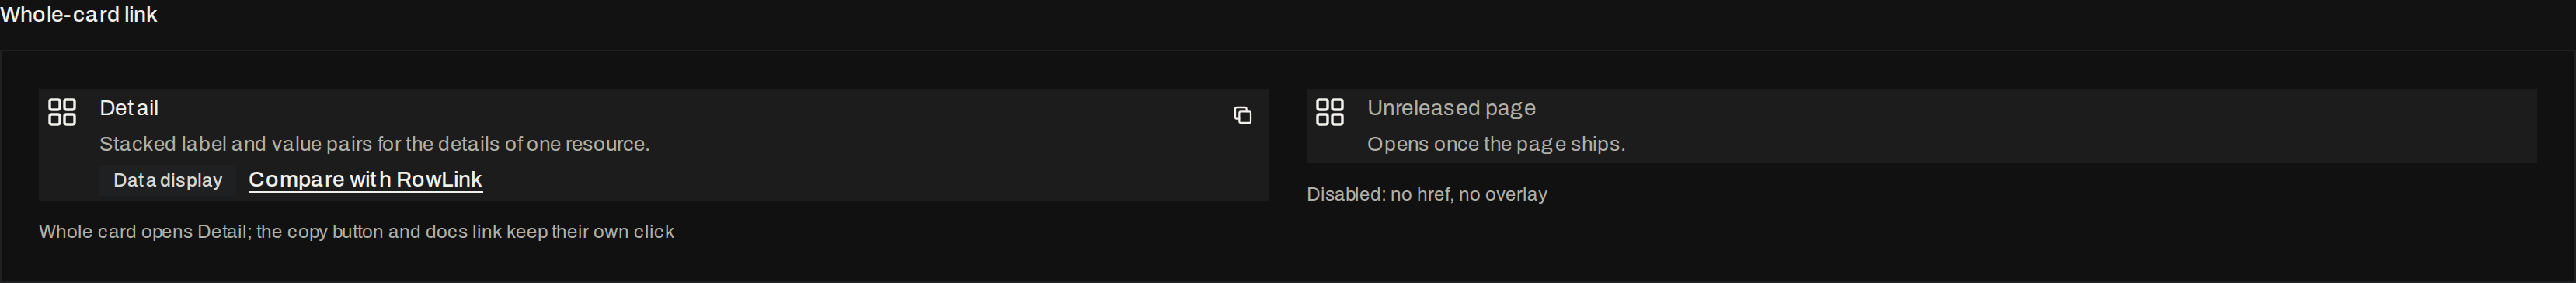 Whole-card link
Detail
Stacked label and value pairs for the details of one resource.
Data display Compare with RowLink
Whole card opens Detail; the copy button and docs link keep their own click
Unreleased page
Opens once the page ships.
Disabled: no href, no overlay